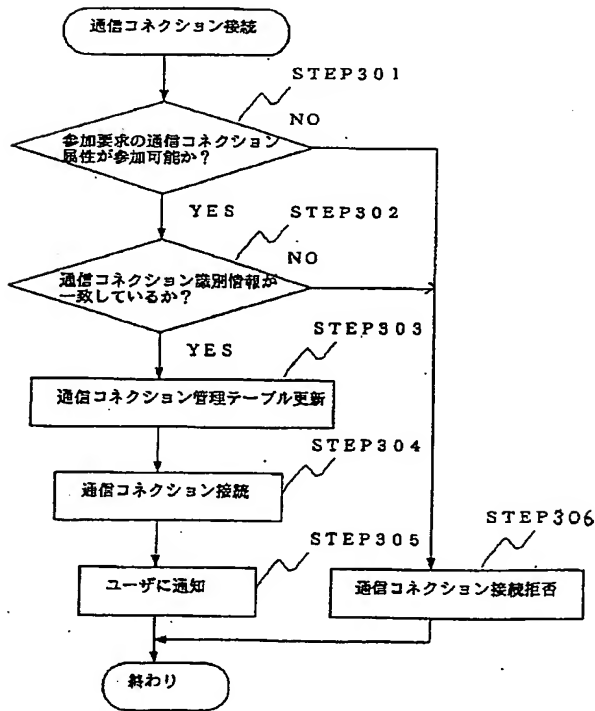 通信コネクション接続
STEP301
NO
参加要求の通信コネクション
属性が参加可能か？
YES
STEP302
NO
通信コネクション識別情報が
一致しているか？
YES
STEP303
通信コネクション管理テーブル更新
STEP304
通信コネクション接続
STEP305
STEP306
ユーザに通知
通信コネクション接続拒否
終わり